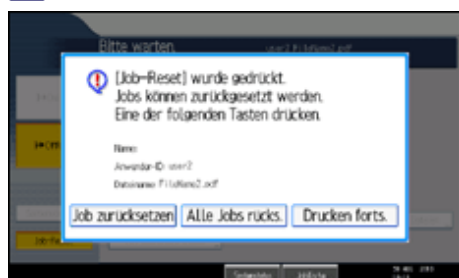 Bitte warten.
user2 FileName2.pdf
[Job-Reset] wurde gedrückt.
Jobs können zurückgesetzt werden.
Eine der folgenden Tasten drücken.
Name:
Anwender-ID: user2
Dateiname: FileName2.pdf
Job zurücksetzen Alle Jobs rücks. Drucken forts.